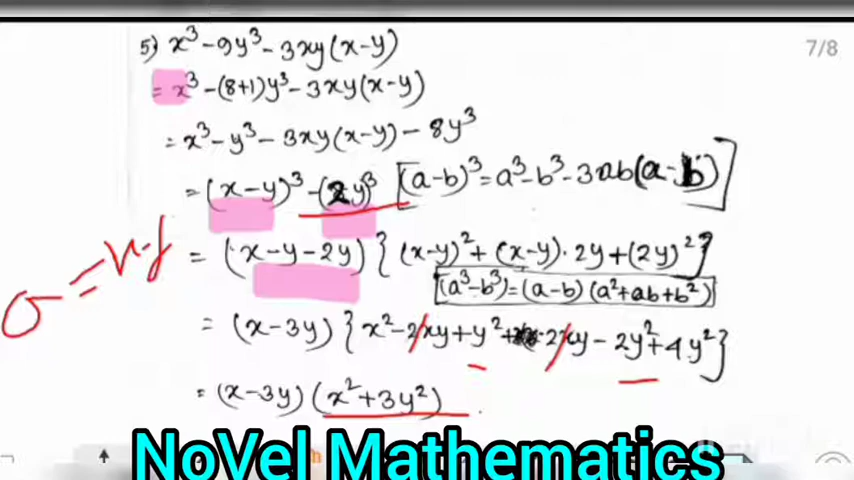 5) x³ - 9y³ - 3xy(x-y)
7/8
= x³ - (8+1)y³ - 3xy(x-y)
= x³ - y³ - 3xy(x-y) - 8y³
= (x-y)³ - (2y)³ [(a-b)³ = a³ - b³ - 3ab(a-b)]
a = x-y
= (x-y-2y) {(x-y)² + (x-y)·2y + (2y)²}
(a³-b³) = (a-b) (a²+ab+b²)
= (x-3y) {x² - 2xy + y² + 2xy - 2y² + 4y²}
= (x-3y) (x²+3y²)
NoVel Mathematics